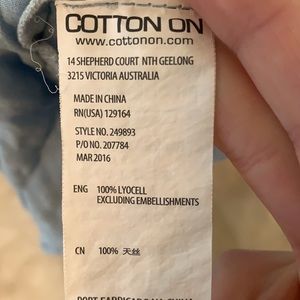 COTTON ON
www.cottonon.com
14 SHEPHERD COURT NTH GEELONG
3215 VICTORIA AUSTRALIA
MADE IN CHINA
RN(USA) 129164
STYLE NO. 249893
P/O NO. 207784
MAR 2016
ENG 100% LYOCELL
EXCLUDING EMBELLISHMENTS
CN 100% 天丝